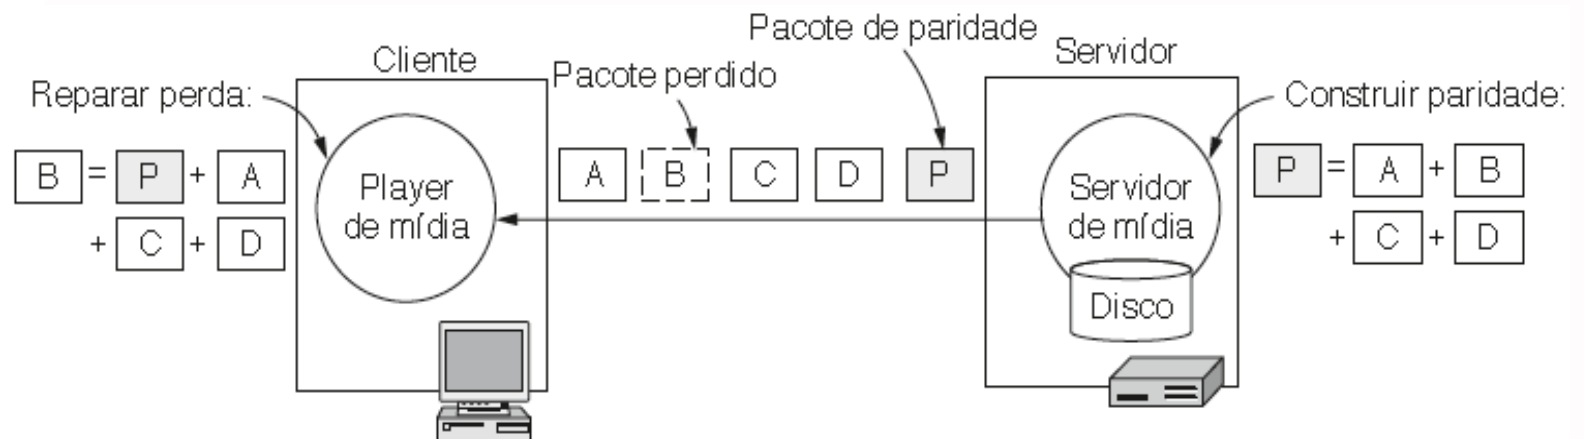 Pacote de paridade
Servidor
Cliente
Pacote perdido
Reparar perda:
Construir paridade:
B = P + A
+ C + D
Player
de mídia
A B C D P
Servidor
de mídia
Disco
P = A + B
+ C + D